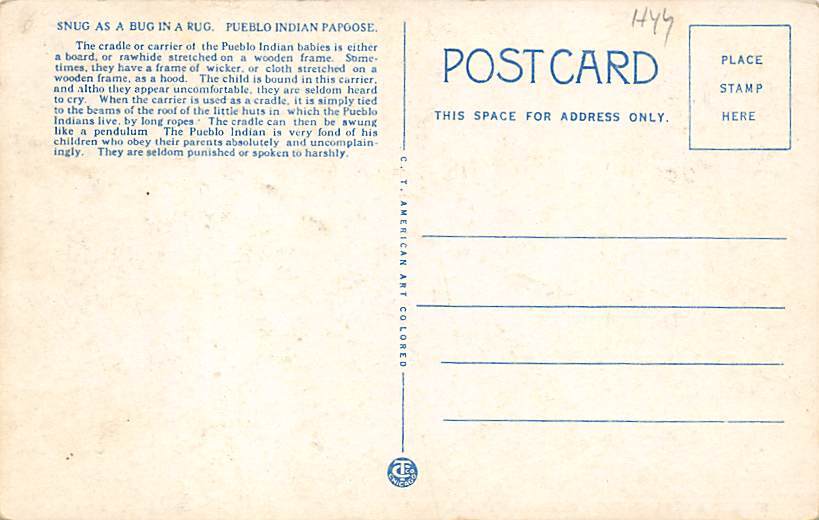 SNUG AS A BUG IN A RUG. PUEBLO INDIAN PAPOOSE.
The cradle or carrier of the Pueblo Indian babies is either
a board, or rawhide stretched on a wooden frame. Some-
times, they have a frame of wicker, or cloth stretched on a
wooden frame, as a hood. The child is bound in this carrier,
and altho they appear uncomfortable, they are seldom heard
to cry. When the carrier is used as a cradle, it is simply tied
to the beams of the roof of the little huts in which the Pueblo
Indians live, by long ropes. The cradle can then be swung
like a pendulum The Pueblo Indian is very fond of his
children who obey their parents absolutely and uncomplain-
ingly. They are seldom punished or spoken to harshly.
C. T. AMERICAN ART COLORED
CT CO
CHICAGO
POSTCARD
THIS SPACE FOR ADDRESS ONLY.
PLACE
STAMP
HERE